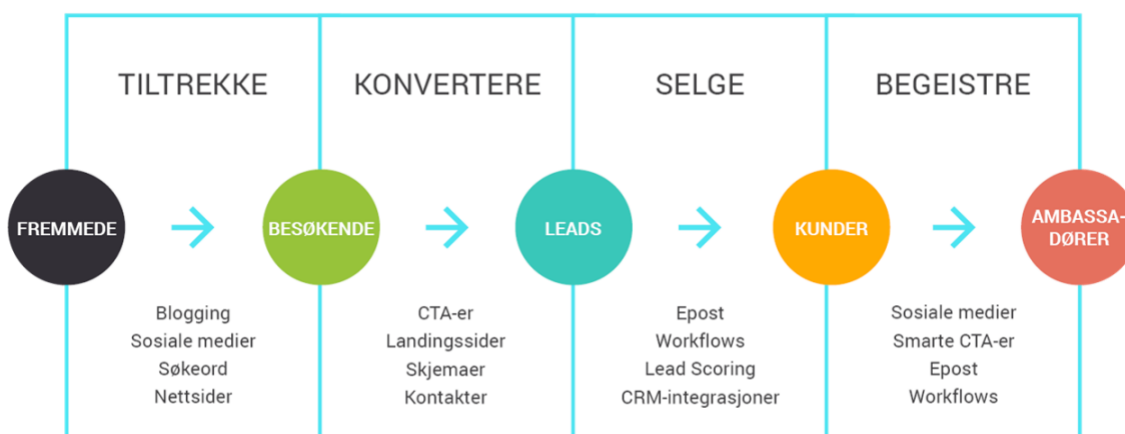 TILTREKKE
KONVERTERE
SELGE
BEGEISTRE
FREMMEDE
BESØKENDE
LEADS
KUNDER
AMBASSA-
DØRER
Blogging
Sosiale medier
Søkeord
Nettsider
CTA-er
Landingssider
Skjemaer
Kontakter
Epost
Workflows
Lead Scoring
CRM-integrasjoner
Sosiale medier
Smarte CTA-er
Epost
Workflows